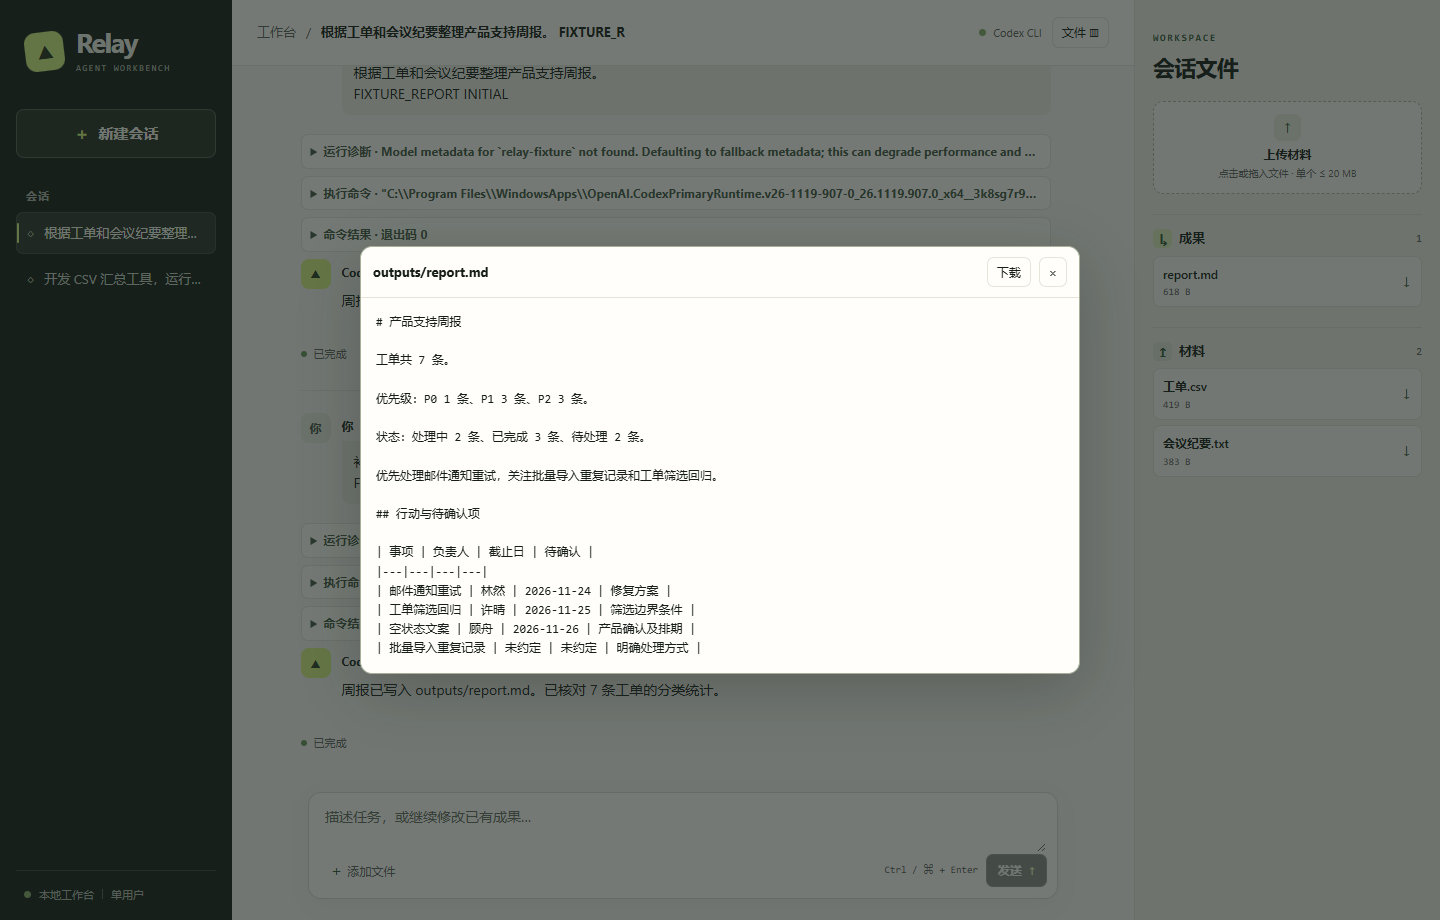 Relay
AGENT WORKBENCH
+ 新建会话
会话
根据工单和会议纪要整理...
开发 CSV 汇总工具，运行...
本地工作台 | 单用户
工作台 / 根据工单和会议纪要整理产品支持周报。 FIXTURE_R
Codex CLI
文件
根据工单和会议纪要整理产品支持周报。
FIXTURE_REPORT INITIAL
运行诊断 · Model metadata for `relay-fixture` not found. Defaulting to fallback metadata; this can degrade performance and ...
执行命令 · "C:\\Program Files\\WindowsApps\\OpenAI.CodexPrimaryRuntime.v26-1119-907-0_26.1119.907.0_x64__3k8sg7r9...
命令结果 · 退出码 0
Coo
周报
已完成
你 你
F
运行诊
执行命
命令结
Coo
周报已写入 outputs/report.md。已核对 7 条工单的分类统计。
已完成
描述任务，或继续修改已有成果...
+ 添加文件
Ctrl / ⌘ + Enter
发送 ↑
outputs/report.md
下载
×
# 产品支持周报
工单共 7 条。
优先级: P0 1 条、P1 3 条、P2 3 条。
状态: 处理中 2 条、已完成 3 条、待处理 2 条。
优先处理邮件通知重试，关注批量导入重复记录和工单筛选回归。
## 行动与待确认项
| 事项 | 负责人 | 截止日 | 待确认 |
|---|---|---|---|
| 邮件通知重试 | 林然 | 2026-11-24 | 修复方案 |
| 工单筛选回归 | 许晴 | 2026-11-25 | 筛选边界条件 |
| 空状态文案 | 顾舟 | 2026-11-26 | 产品确认及排期 |
| 批量导入重复记录 | 未约定 | 未约定 | 明确处理方式 |
WORKSPACE
会话文件
↑
上传材料
点击或拖入文件 · 单个 ≤ 20 MB
成果 1
report.md ↓
618 B
材料 2
工单.csv ↓
419 B
会议纪要.txt ↓
383 B